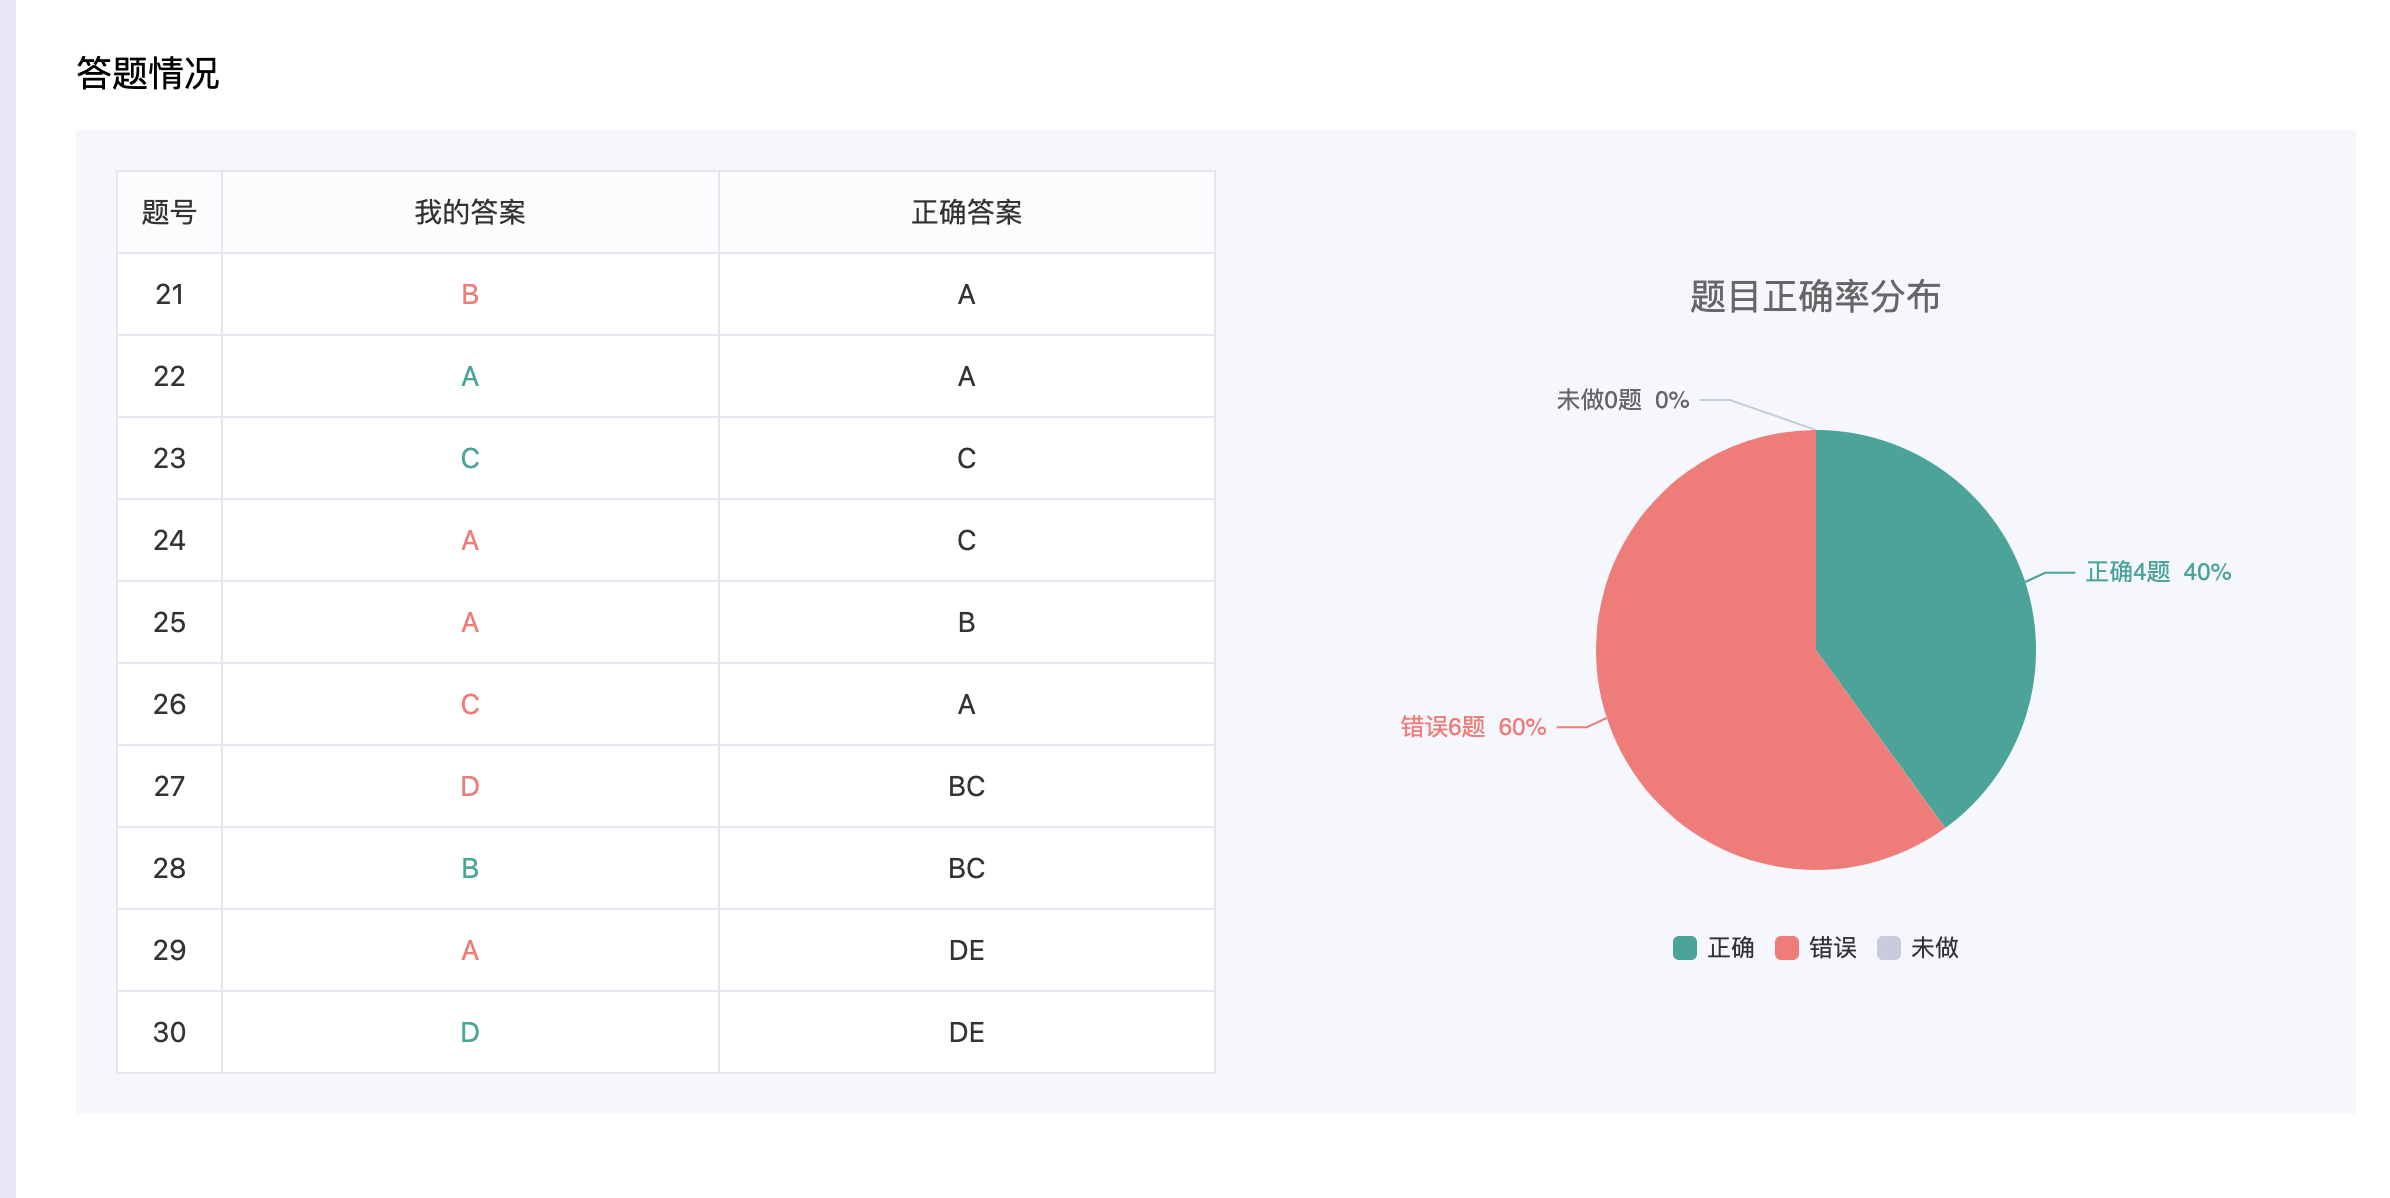 答题情况
题号 我的答案 正确答案
21 B A
22 A A
23 C C
24 A C
25 A B
26 C A
27 D BC
28 B BC
29 A DE
30 D DE
题目正确率分布
未做0题 0%
正确4题 40%
错误6题 60%
正确 错误 未做